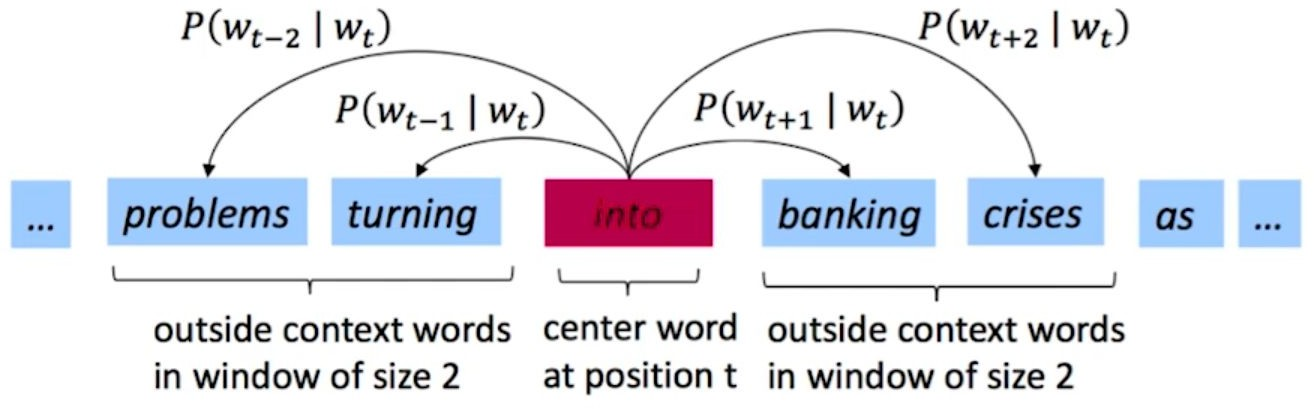 P(w_{t-2} | w_t)
P(w_{t+2} | w_t)
P(w_{t-1} | w_t)
P(w_{t+1} | w_t)
... problems turning into banking crises as ...
outside context words
in window of size 2
center word
at position t
outside context words
in window of size 2